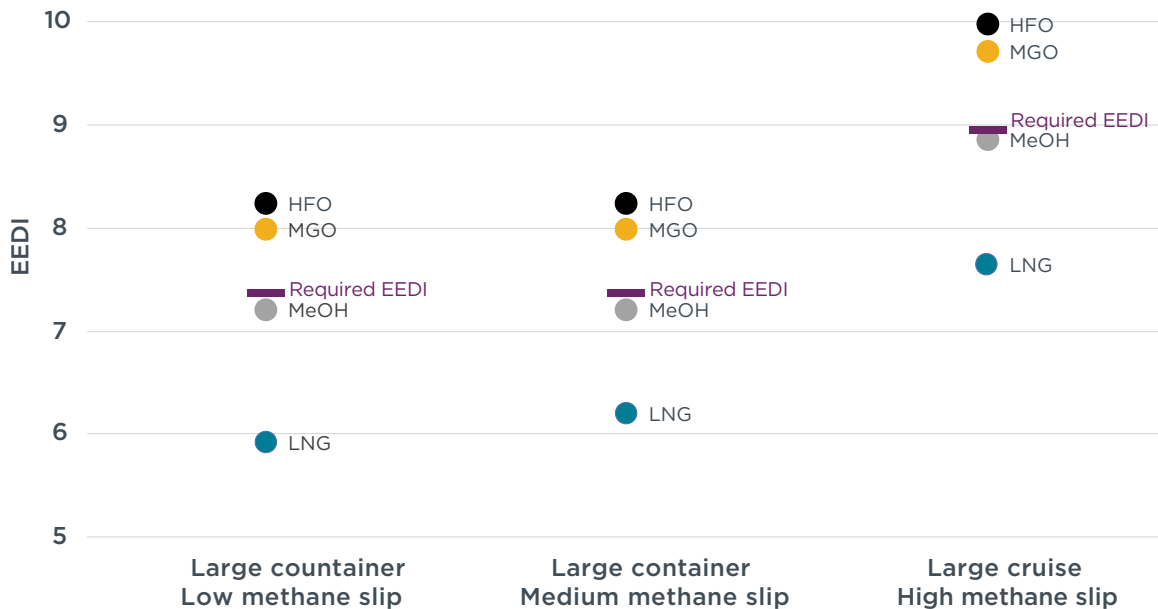 10
9
8
7
6
5
EEDI
HFO
MGO
Required EEDI
MeOH
LNG
HFO
MGO
Required EEDI
MeOH
LNG
HFO
MGO
Required EEDI
MeOH
LNG
Large countainer
Low methane slip
Large container
Medium methane slip
Large cruise
High methane slip